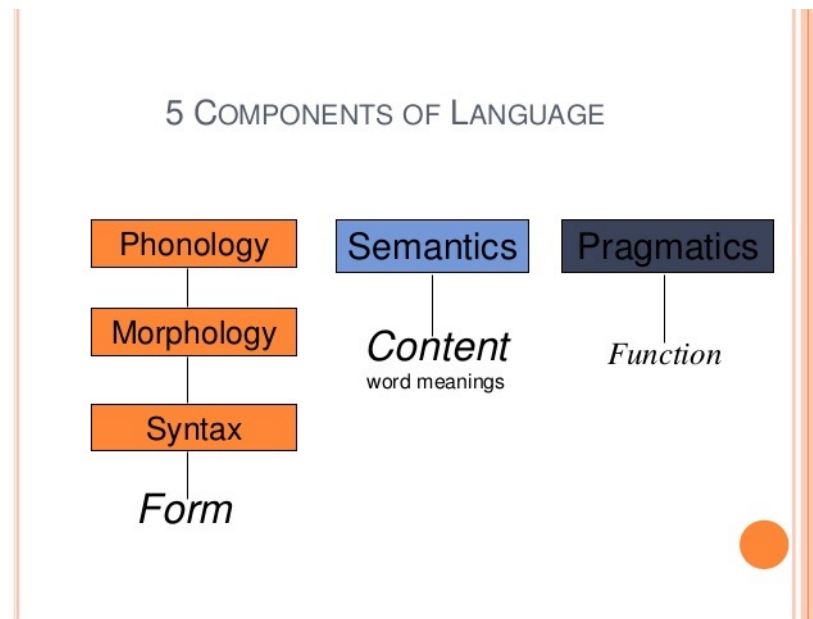 5 COMPONENTS OF LANGUAGE
Phonology
Morphology
Syntax
Form
Semantics
Content
word meanings
Pragmatics
Function